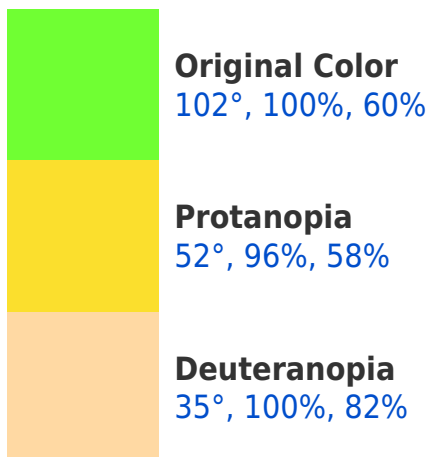 Original Color
102°, 100%, 60%
Protanopia
52°, 96%, 58%
Deuteranopia
35°, 100%, 82%